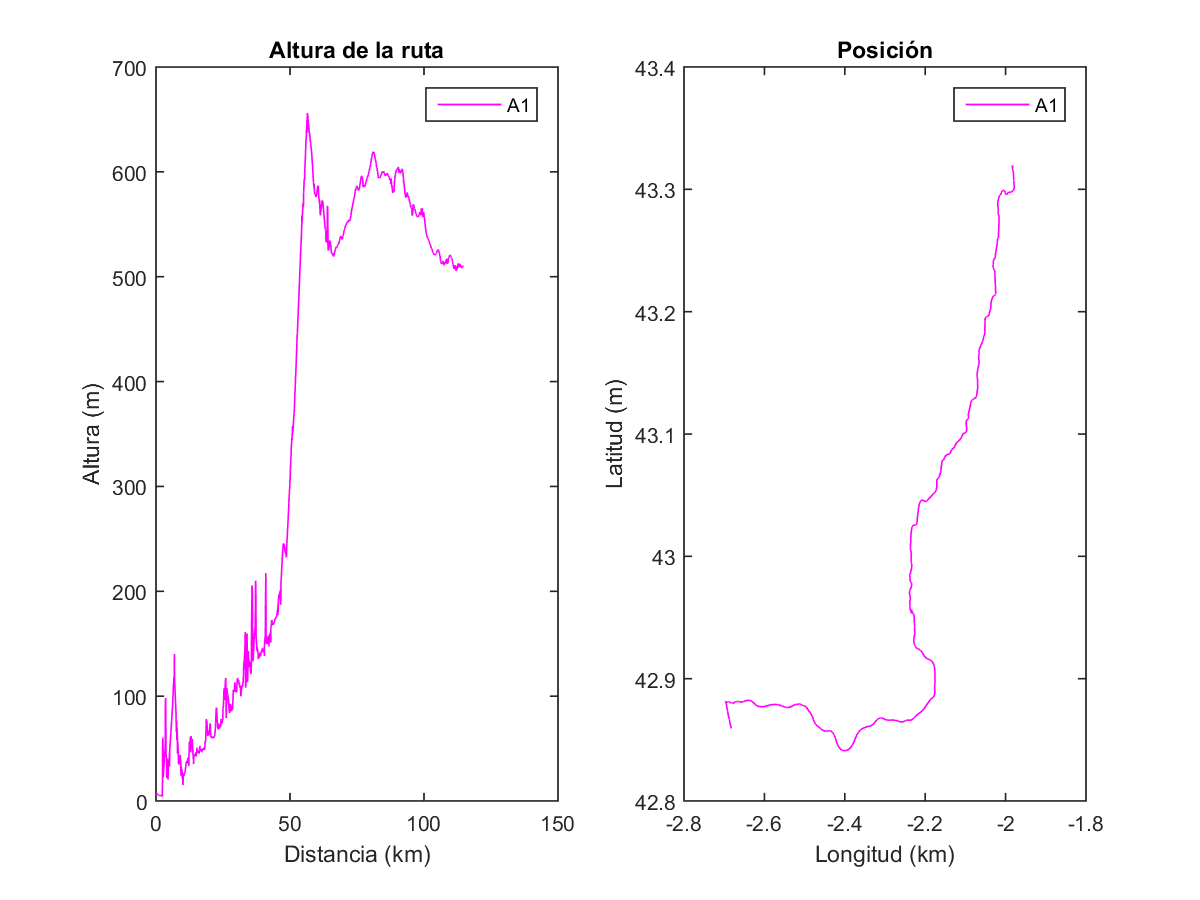 Altura de la ruta
700
600
500
400
300
200
100
0
0 50 100 150
Altura (m)
Distancia (km)
A1
Posición
43.4
43.3
43.2
43.1
43
42.9
42.8
-2.8 -2.6 -2.4 -2.2 -2 -1.8
Latitud (m)
Longitud (km)
A1